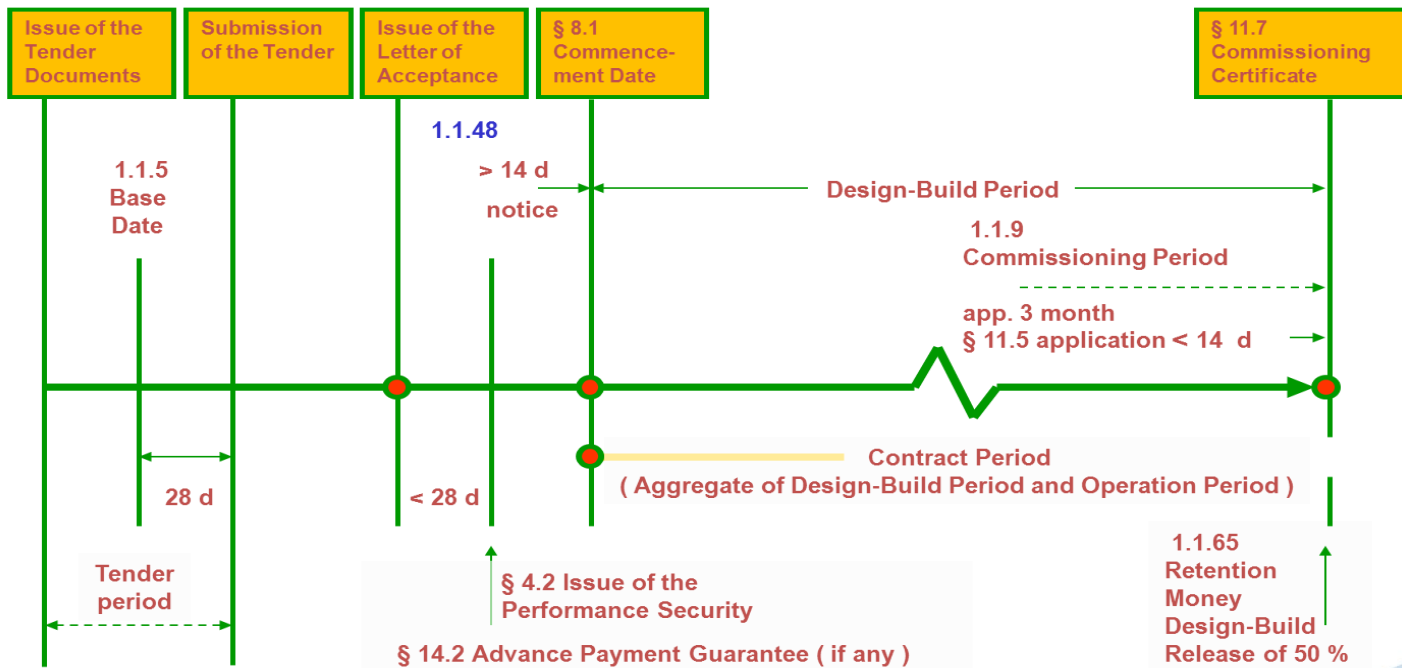 Issue of the
Tender
Documents
Submission
of the Tender
Issue of the
Letter of
Acceptance
§ 8.1
Commence-
ment Date
§ 11.7
Commissioning
Certificate
1.1.48
1.1.5
Base
Date
> 14 d
notice
Design-Build Period
1.1.9
Commissioning Period
app. 3 month
§ 11.5 application < 14 d
28 d
< 28 d
Contract Period
( Aggregate of Design-Build Period and Operation Period )
Tender
period
§ 4.2 Issue of the
Performance Security
§ 14.2 Advance Payment Guarantee ( if any )
1.1.65
Retention
Money
Design-Build
Release of 50 %